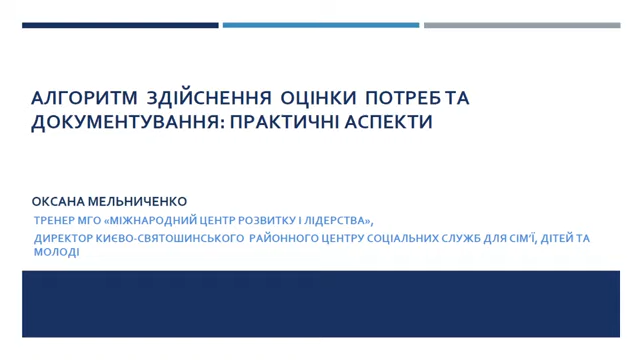 АЛГОРИТМ ЗДІЙСНЕННЯ ОЦІНКИ ПОТРЕБ ТА
ДОКУМЕНТУВАННЯ: ПРАКТИЧНІ АСПЕКТИ
ОКСАНА МЕЛЬНИЧЕНКО
ТРЕНЕР МГО «МІЖНАРОДНИЙ ЦЕНТР РОЗВИТКУ І ЛІДЕРСТВА»,
ДИРЕКТОР КИЄВО-СВЯТОШИНСЬКОГО РАЙОННОГО ЦЕНТРУ СОЦІАЛЬНИХ СЛУЖБ ДЛЯ СІМ'Ї, ДІТЕЙ ТА
МОЛОДІ